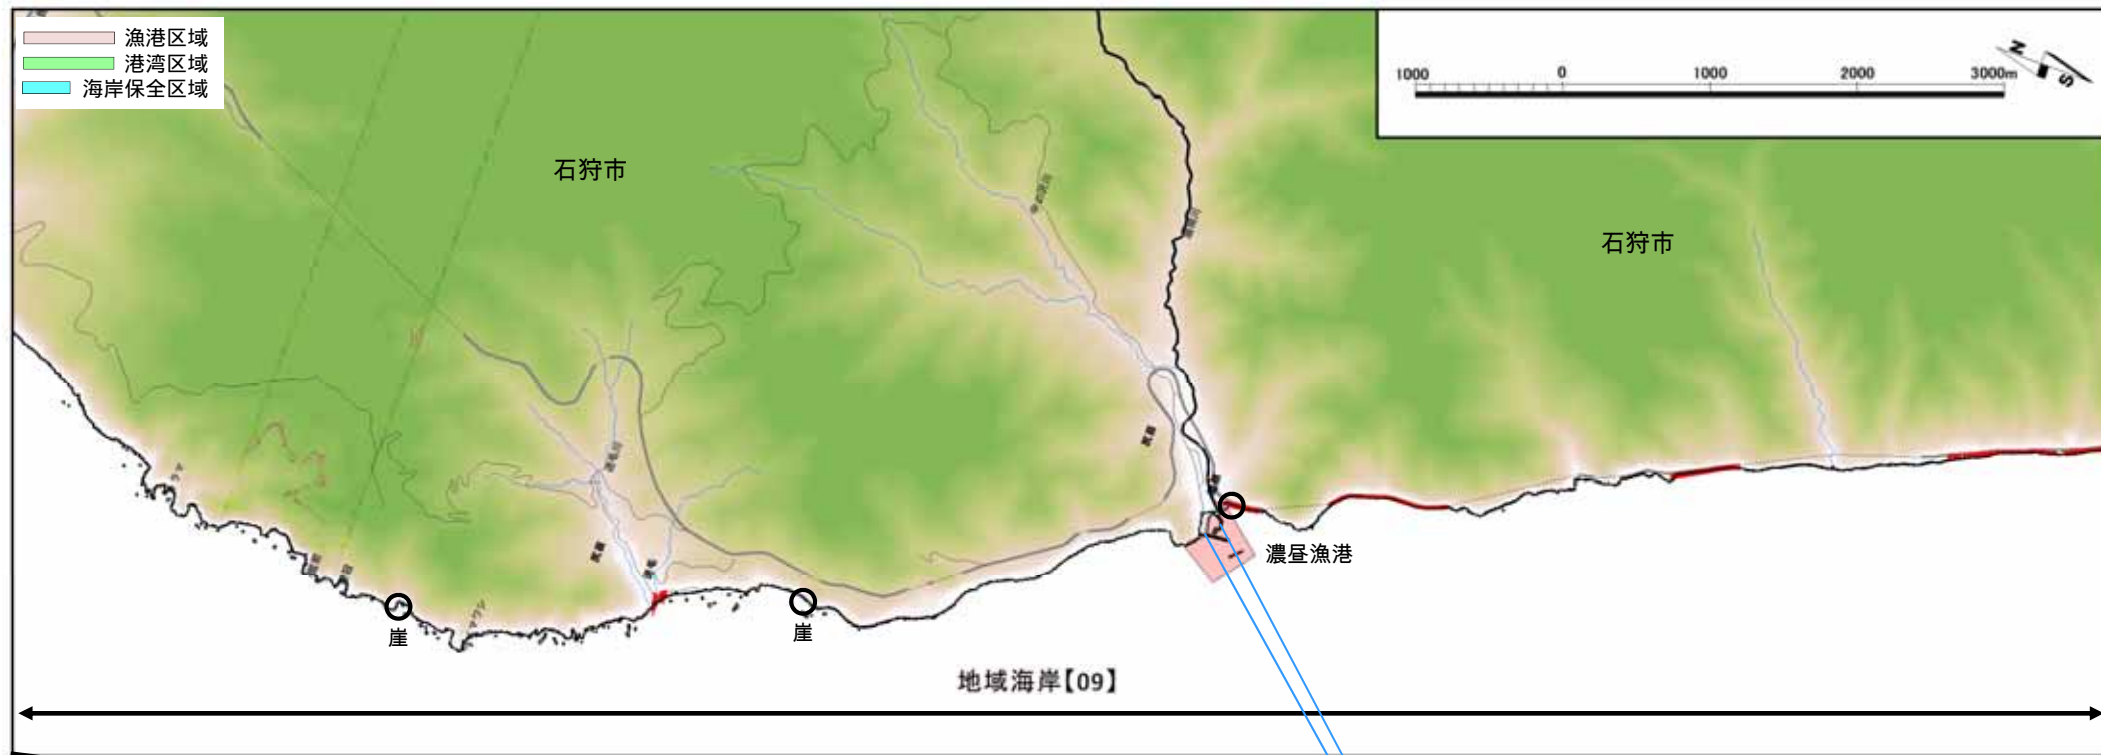 漁港区域
港湾区域
海岸保全区域
1000 0 1000 2000 3000m
N
S
石狩市
石狩市
濃昼漁港
崖
崖
地域海岸【09】